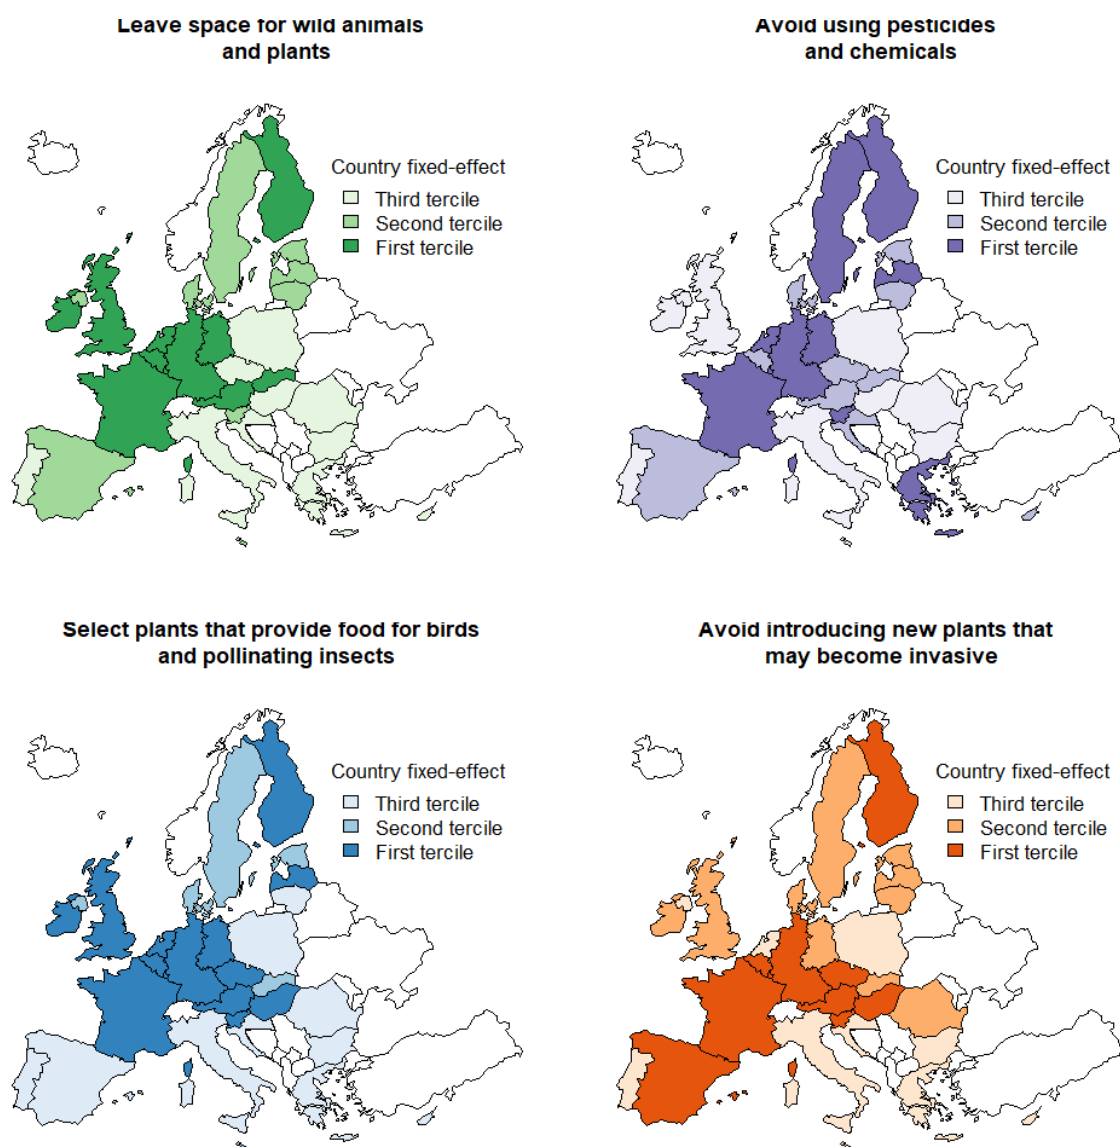 Leave space for wild animals
and plants
Country fixed-effect
Third tercile
Second tercile
First tercile
Avoid using pesticides
and chemicals
Country fixed-effect
Third tercile
Second tercile
First tercile
Select plants that provide food for birds
and pollinating insects
Country fixed-effect
Third tercile
Second tercile
First tercile
Avoid introducing new plants that
may become invasive
Country fixed-effect
Third tercile
Second tercile
First tercile